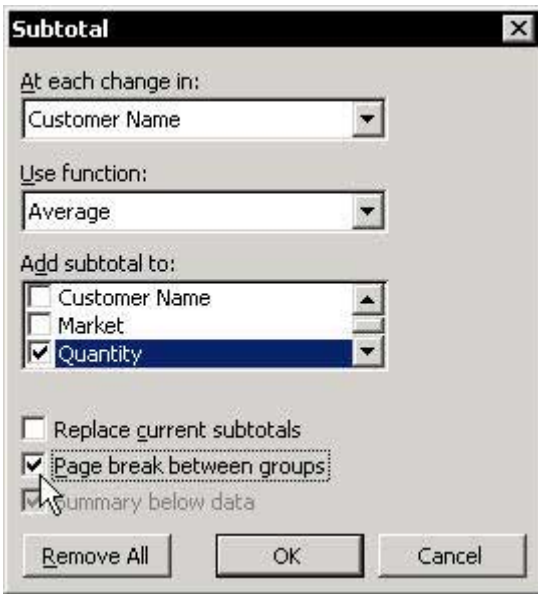 Subtotal
At each change in:
Customer Name
Use function:
Average
Add subtotal to:
Customer Name
Market
Quantity
Replace current subtotals
Page break between groups
Summary below data
Remove All OK Cancel